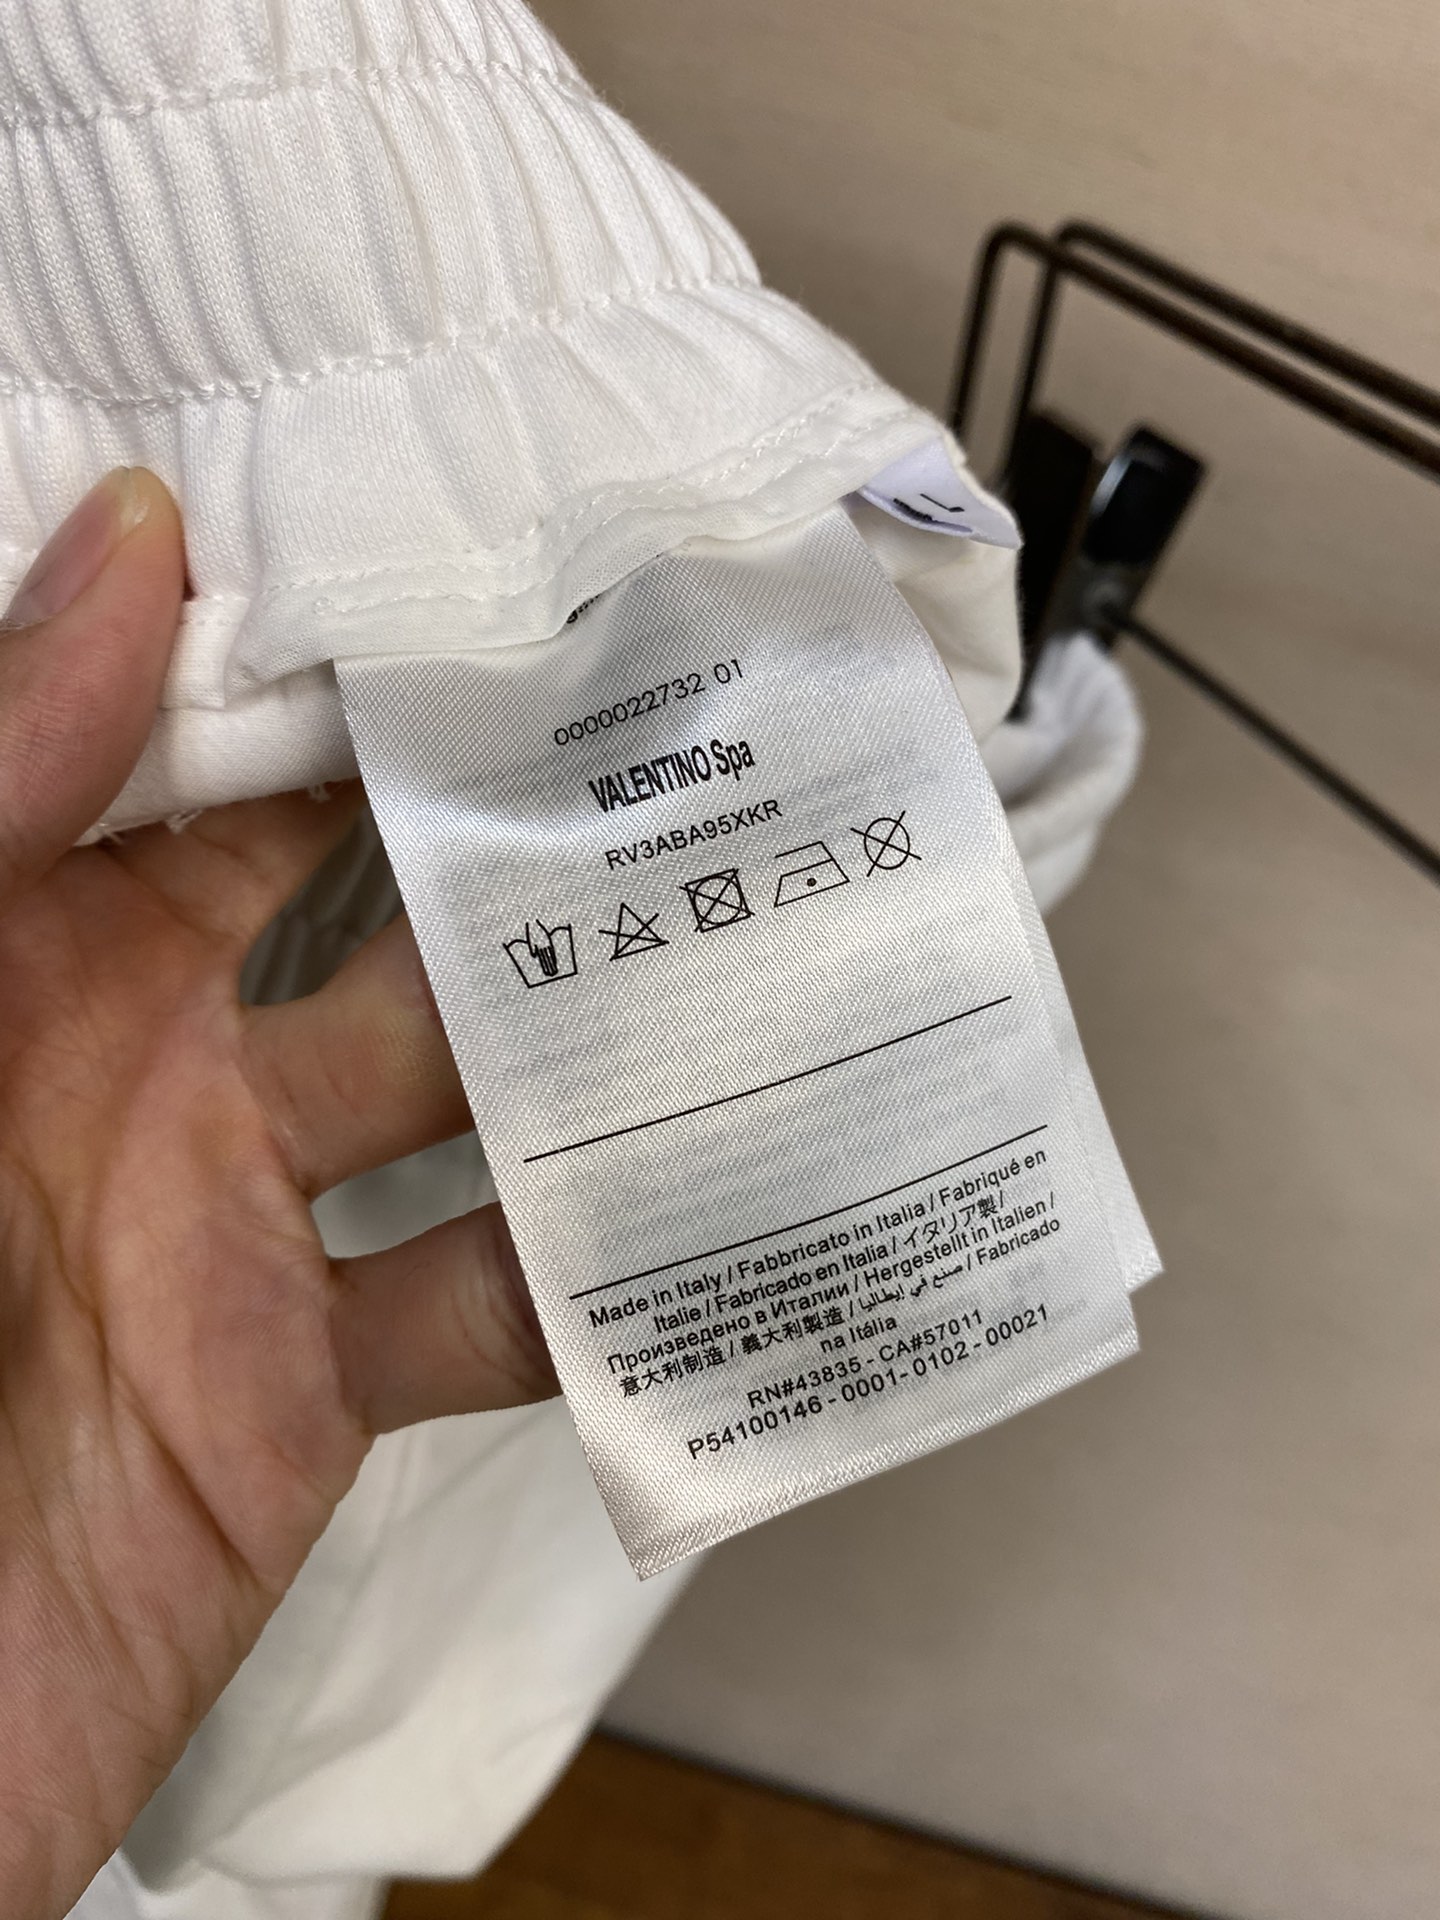 0000022732 01
VALENTINO Spa
RV3ABA95XKR
Made in Italy / Fabbricato in Italia / Fabriqué en
Italie / Fabricado en Italia / イタリア製 /
Произведено в Италии / Hergestellt in Italien /
意大利制造 / 義大利製造 / صنع في إيطاليا / Fabricado
na Itália
RN#43835 - CA#57011
P54100146 - 0001- 0102 - 00021